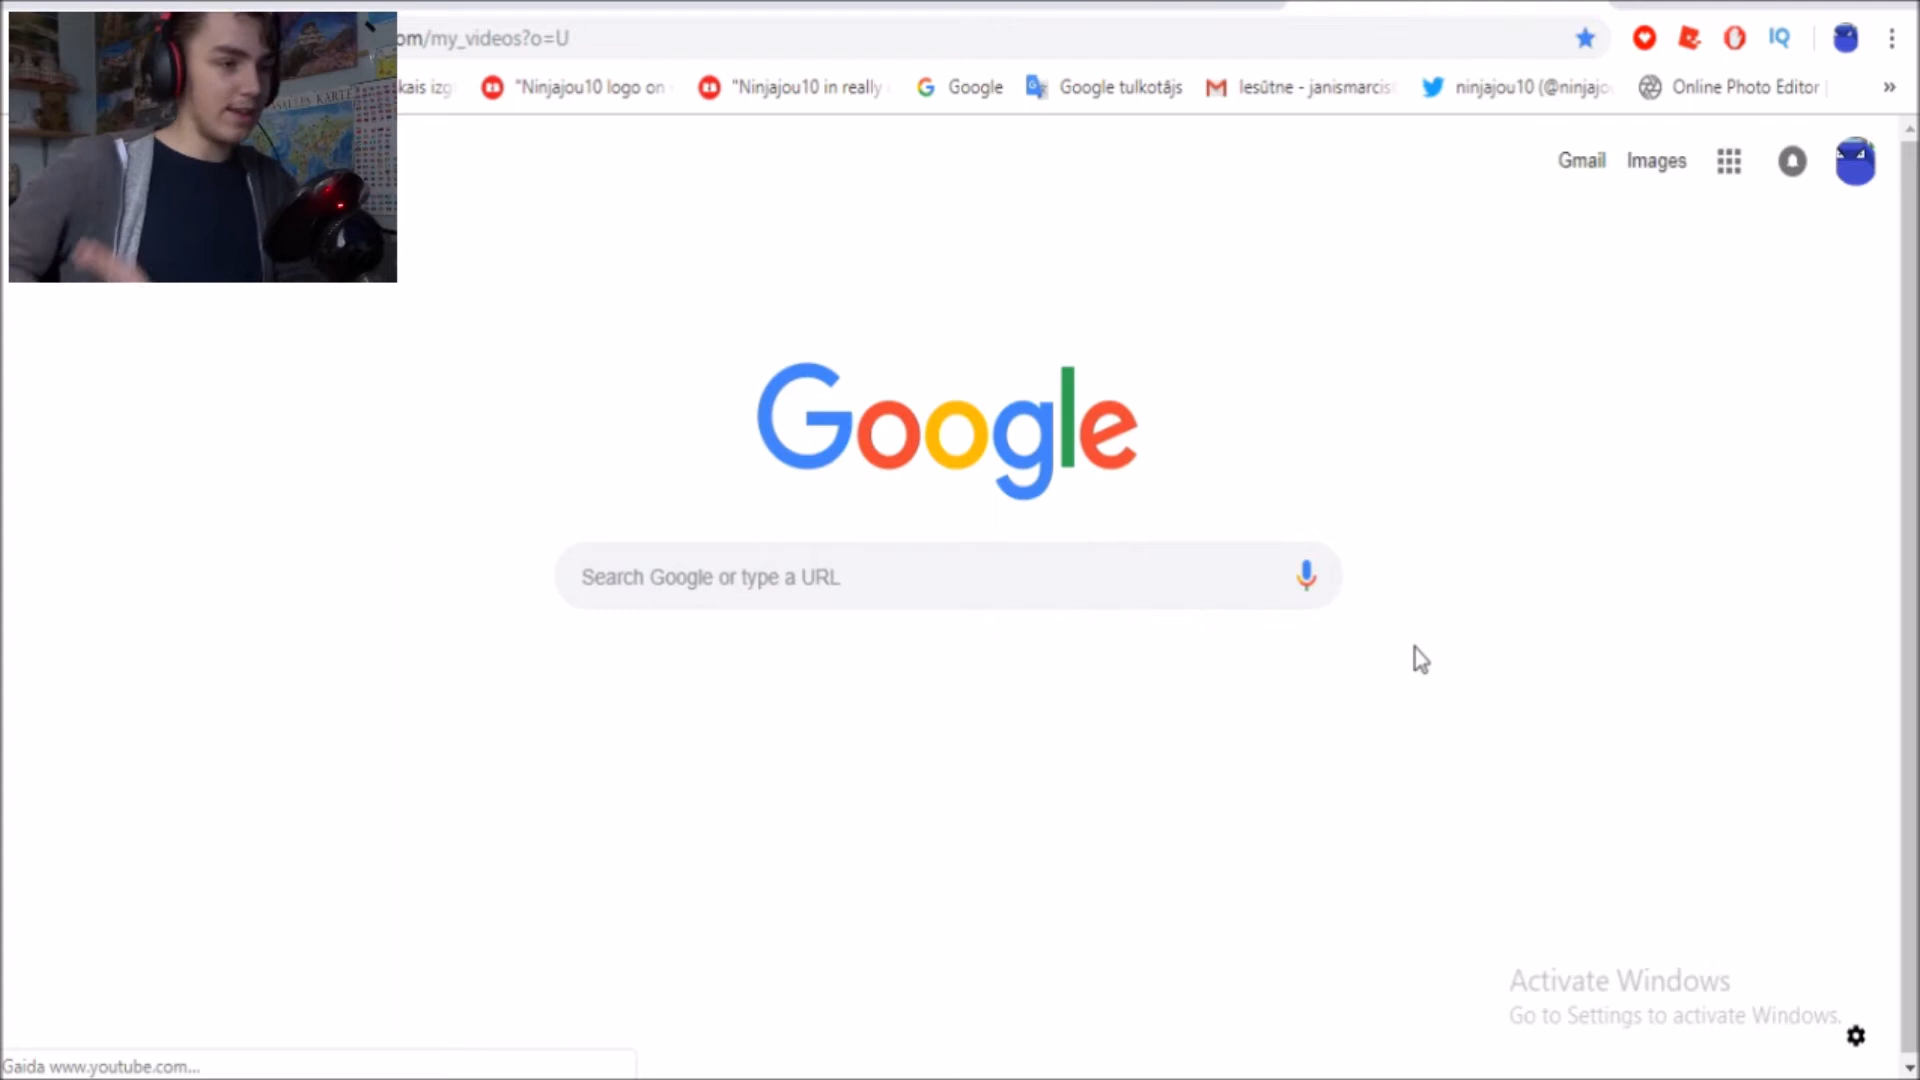 om/my_videos?o=U
IQ
kais izg
"Ninjajou10 logo on
"Ninjajou10 in really
Google
Google tulkotājs
Iesūtne - janismarcis
ninjajou10 (@ninjajo
Online Photo Editor
»
Gmail
Images
Google
Search Google or type a URL
Activate Windows
Go to Settings to activate Windows.
Gaida www.youtube.com...